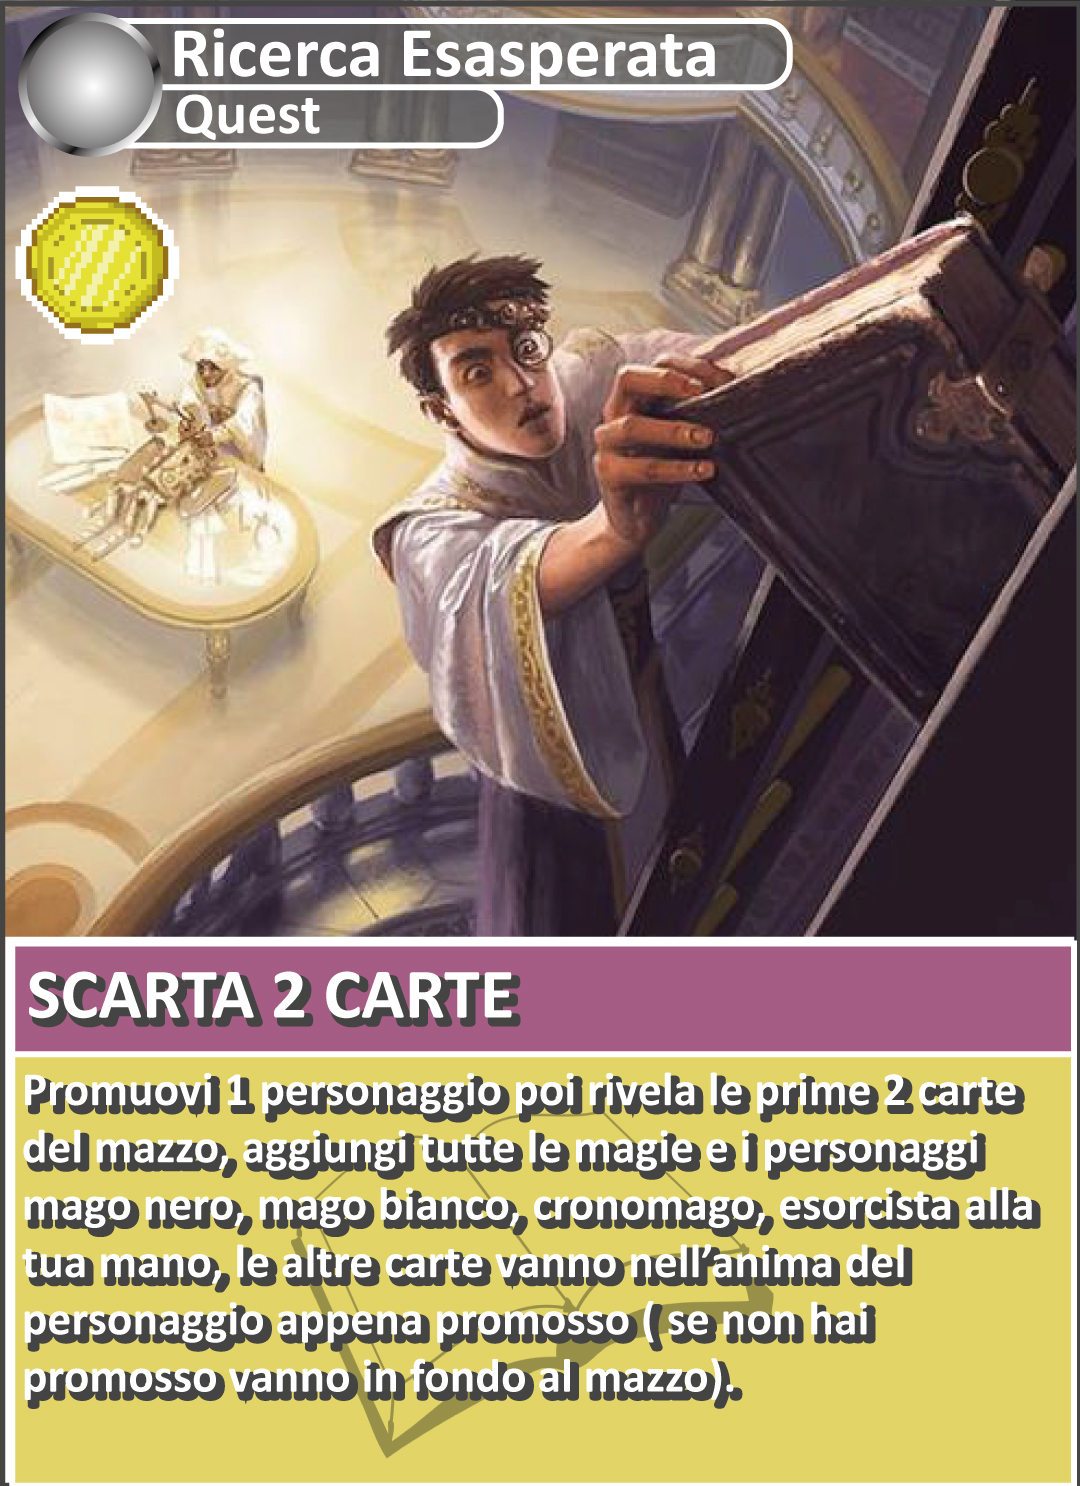 Ricerca Esasperata
Quest
SCARTA 2 CARTE
Promuovi 1 personaggio poi rivela le prime 2 carte
del mazzo, aggiungi tutte le magie e i personaggi
mago nero, mago bianco, cronomago, esorcista alla
tua mano, le altre carte vanno nell’anima del
personaggio appena promosso ( se non hai
promosso vanno in fondo al mazzo).